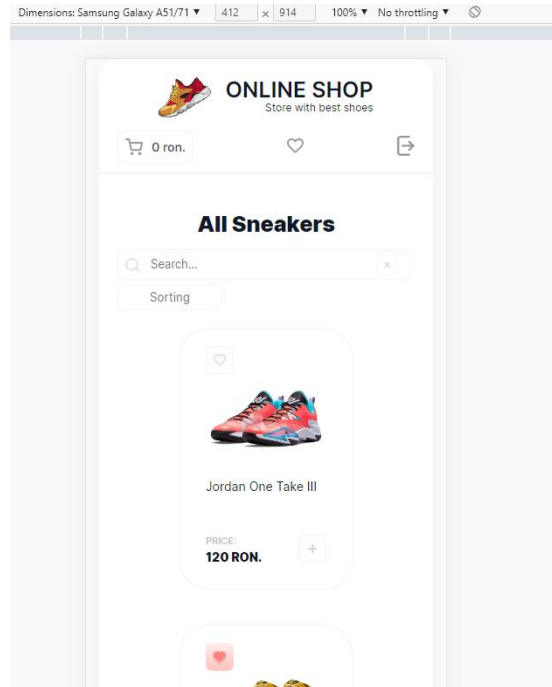 Dimensions: Samsung Galaxy A51/71 ▼ 412 x 914 100% ▼ No throttling ▼
ONLINE SHOP
Store with best shoes
0 ron.
All Sneakers
Search...
Sorting
Jordan One Take III
PRICE:
120 RON.